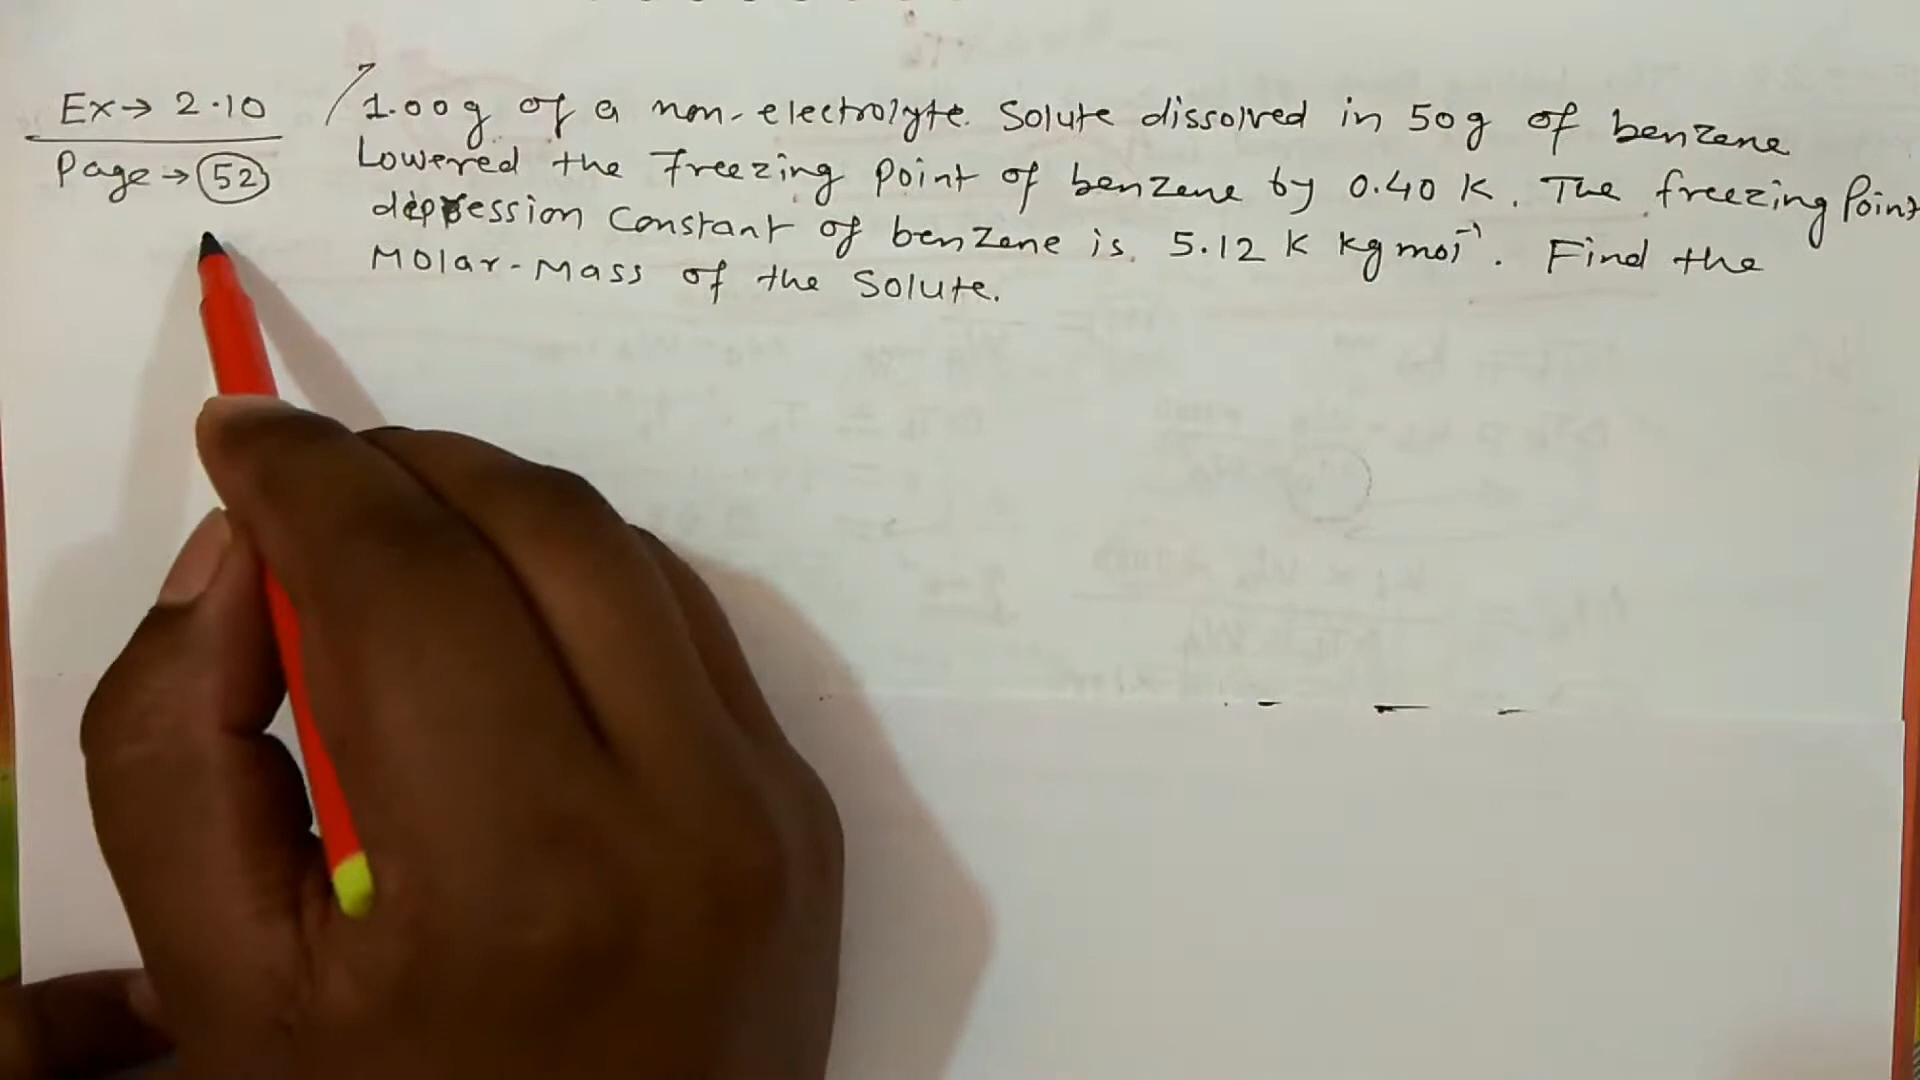 Ex→ 2.10
Page→ 52
1.00g of a non-electrolyte Solute dissolved in 50g of benzene
Lowered the freezing Point of benzene by 0.40 K. The freezing Point
depression Constant of benzene is 5.12 K kg mol⁻¹. Find the
Molar-Mass of the Solute.